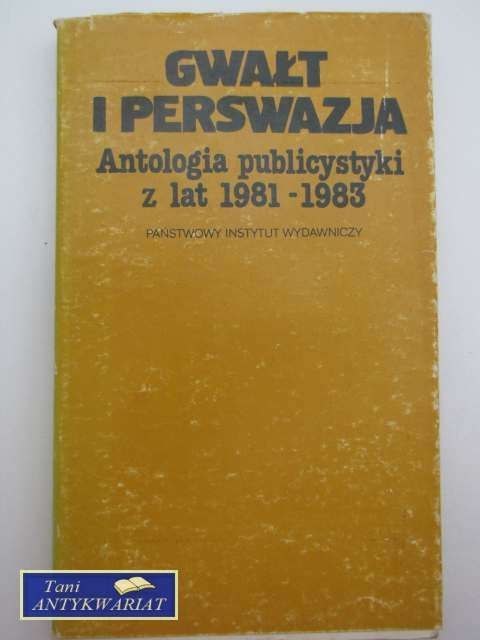 GWAŁT
I PERSWAZJA
Antologia publicystyki
z lat 1981-1983
PAŃSTWOWY INSTYTUT WYDAWNICZY
Tani
ANTYKWARIAT